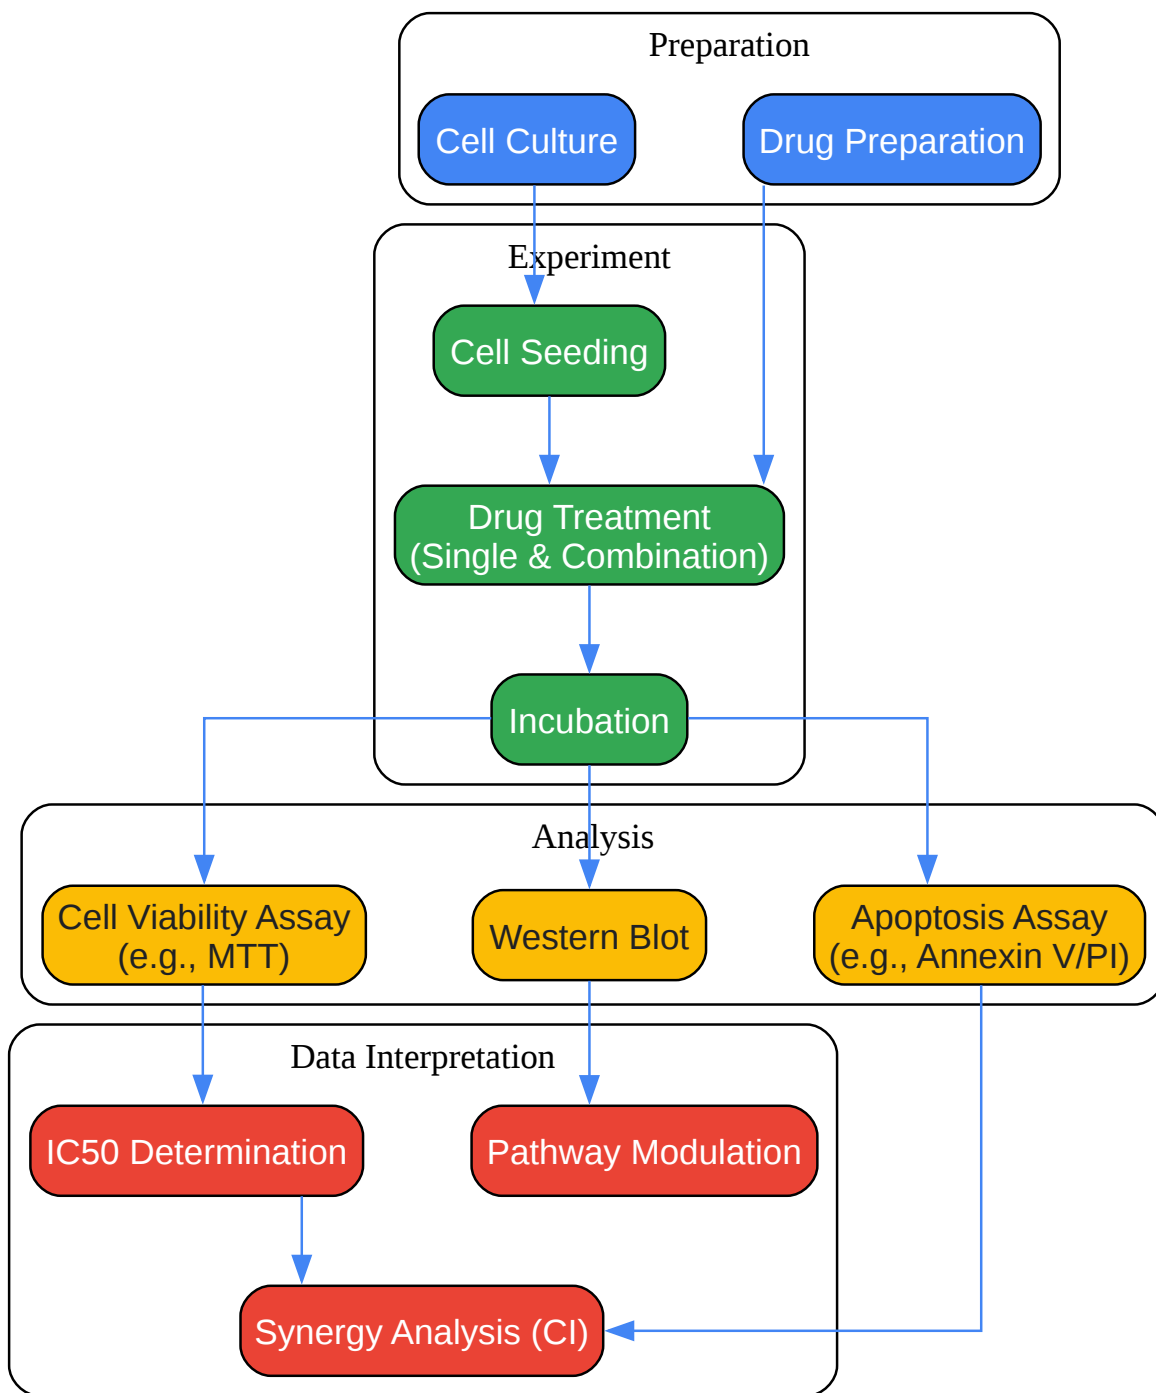 Preparation
Cell Culture
Drug Preparation
Experiment
Cell Seeding
Drug Treatment
(Single & Combination)
Incubation
Analysis
Cell Viability Assay
(e.g., MTT)
Western Blot
Apoptosis Assay
(e.g., Annexin V/PI)
Data Interpretation
IC50 Determination
Pathway Modulation
Synergy Analysis (CI)